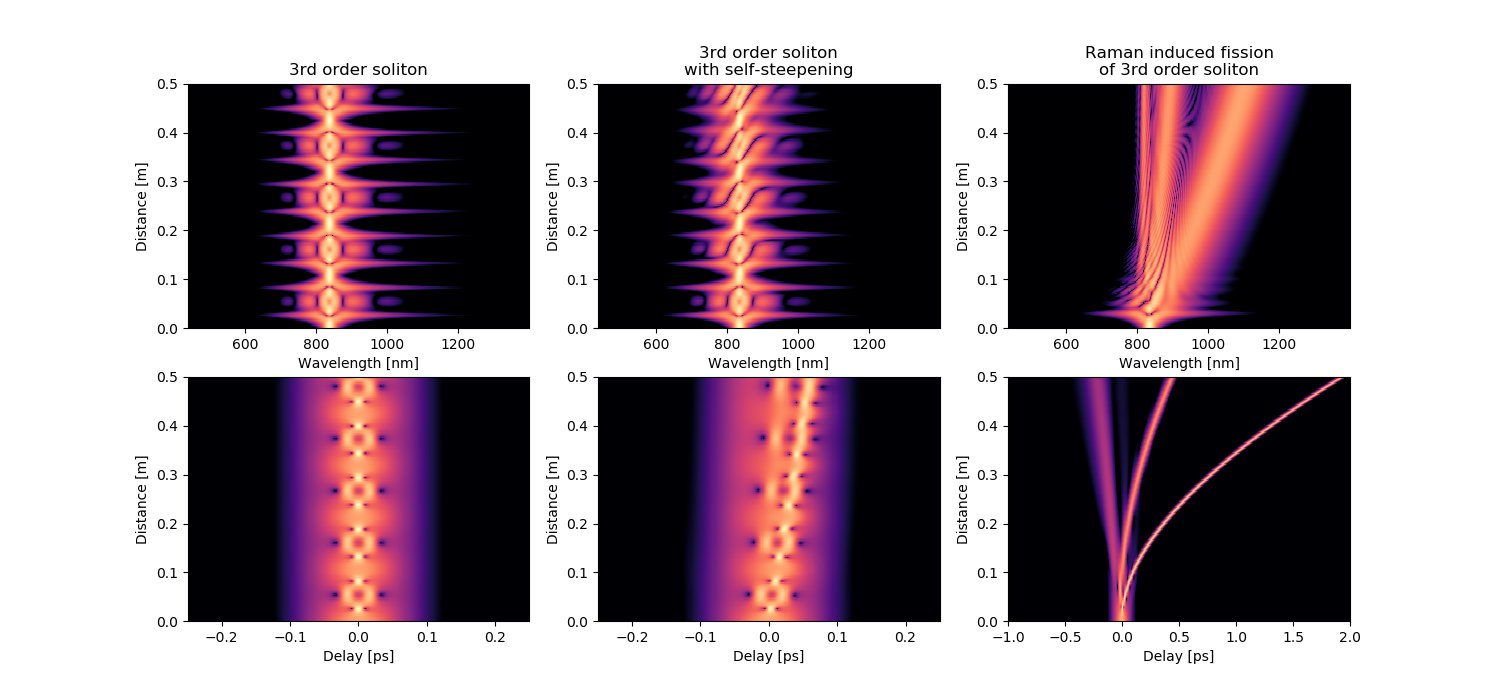 3rd order soliton
3rd order soliton
with self-steepening
Raman induced fission
of 3rd order soliton
0.5
0.4
0.3
0.2
0.1
0.0
Distance [m]
600 800 1000 1200
Wavelength [nm]
0.5
0.4
0.3
0.2
0.1
0.0
Distance [m]
600 800 1000 1200
Wavelength [nm]
0.5
0.4
0.3
0.2
0.1
0.0
Distance [m]
600 800 1000 1200
Wavelength [nm]
0.5
0.4
0.3
0.2
0.1
0.0
Distance [m]
−0.2 −0.1 0.0 0.1 0.2
Delay [ps]
0.5
0.4
0.3
0.2
0.1
0.0
Distance [m]
−0.2 −0.1 0.0 0.1 0.2
Delay [ps]
0.5
0.4
0.3
0.2
0.1
0.0
Distance [m]
−1.0 −0.5 0.0 0.5 1.0 1.5 2.0
Delay [ps]